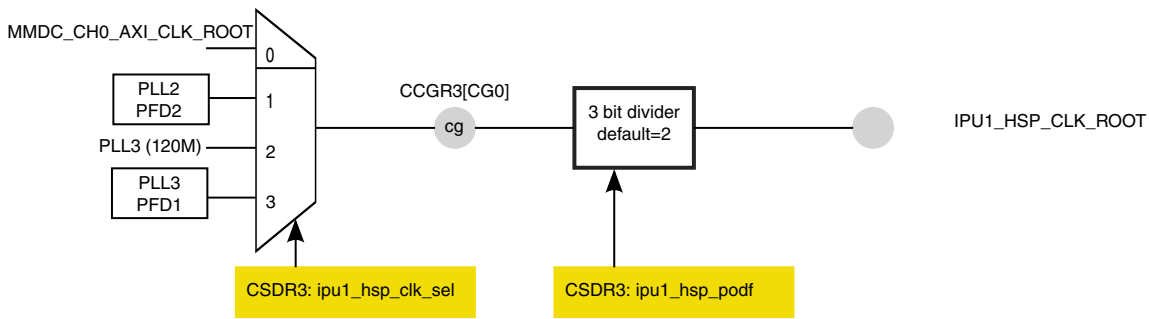 MMDC_CH0_AXI_CLK_ROOT
0
PLL2
PFD2
1
PLL3 (120M)
2
PLL3
PFD1
3
CCGR3[CG0]
cg
3 bit divider
default=2
IPU1_HSP_CLK_ROOT
CSDR3: ipu1_hsp_clk_sel
CSDR3: ipu1_hsp_podf